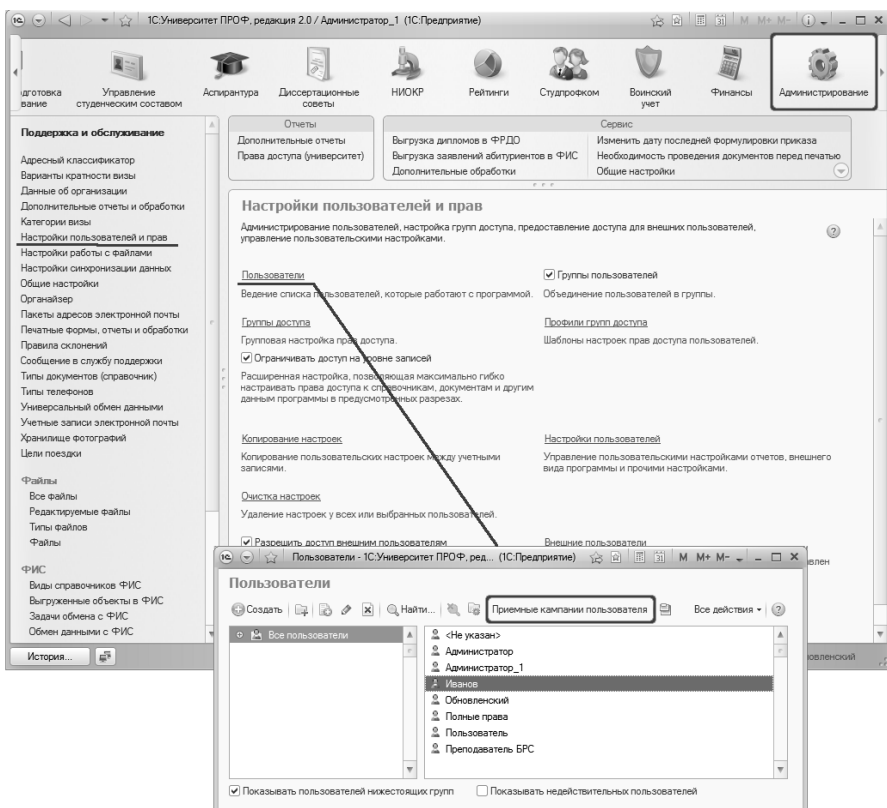 1С:Университет ПРОФ, редакция 2.0 / Администратор_1 (1С:Предприятие)
M M+ M-
Управление студенческим составом
Аспирантура
Диссертационные советы
НИОКР
Рейтинги
Студпрофком
Воинский учет
Финансы
Администрирование
Поддержка и обслуживание
Адресный классификатор
Варианты кратности визы
Данные об организации
Дополнительные отчеты и обработки
Категории визы
Настройки пользователей и прав
Настройки работы с файлами
Настройки синхронизации данных
Общие настройки
Органайзер
Пакеты адресов электронной почты
Печатные формы, отчеты и обработки
Правила склонений
Сообщение в службу поддержки
Типы документов (справочник)
Типы телефонов
Универсальный обмен данными
Учетные записи электронной почты
Хранилище фотографий
Цели поездки
Файлы
Все файлы
Редактируемые файлы
Типы файлов
Файлы
ФИС
Виды справочников ФИС
Выгруженные объекты в ФИС
Задачи обмена с ФИС
Обмен данными с ФИС
История...
Отчеты
Дополнительные отчеты
Права доступа (университет)
Сервис
Выгрузка дипломов в ФРДО
Изменить дату последней формулировки приказа
Выгрузка заявлений абитуриентов в ФИС
Необходимость проведения документов перед печатью
Дополнительные обработки
Общие настройки
Настройки пользователей и прав
Администрирование пользователей, настройка групп доступа, предоставление доступа для внешних пользователей,
управление пользовательскими настройками.
Пользователи
Группы пользователей
Ведение списка пользователей, которые работают с программой.
Объединение пользователей в группы.
Группы доступа
Профили групп доступа
Групповая настройка прав доступа.
Шаблоны настроек прав доступа пользователей.
Ограничивать доступ на уровне записей
Расширенная настройка, позволяющая максимально гибко
настраивать права доступа к справочникам, документам и другим
данным программы в предусмотренных разрезах.
Копирование настроек
Настройки пользователей
Копирование пользовательских настроек между учетными
записями.
Управление пользовательскими настройками отчетов, внешнего
вида программы и прочими настройками.
Очистка настроек
Удаление настроек у всех или выбранных пользователей.
Разрешить доступ внешним пользователям
Внешние пользователи
Пользователи - 1С:Университет ПРОФ, ред... (1С:Предприятие)
M M+ M-
Пользователи
Создать
Найти...
Приемные кампании пользователя
Все действия
Все пользователи
<Не указан>
Администратор
Администратор_1
Иванов
Обновленский
Полные права
Пользователь
Преподаватель БРС
Показывать пользователей нижестоящих групп
Показывать недействительных пользователей